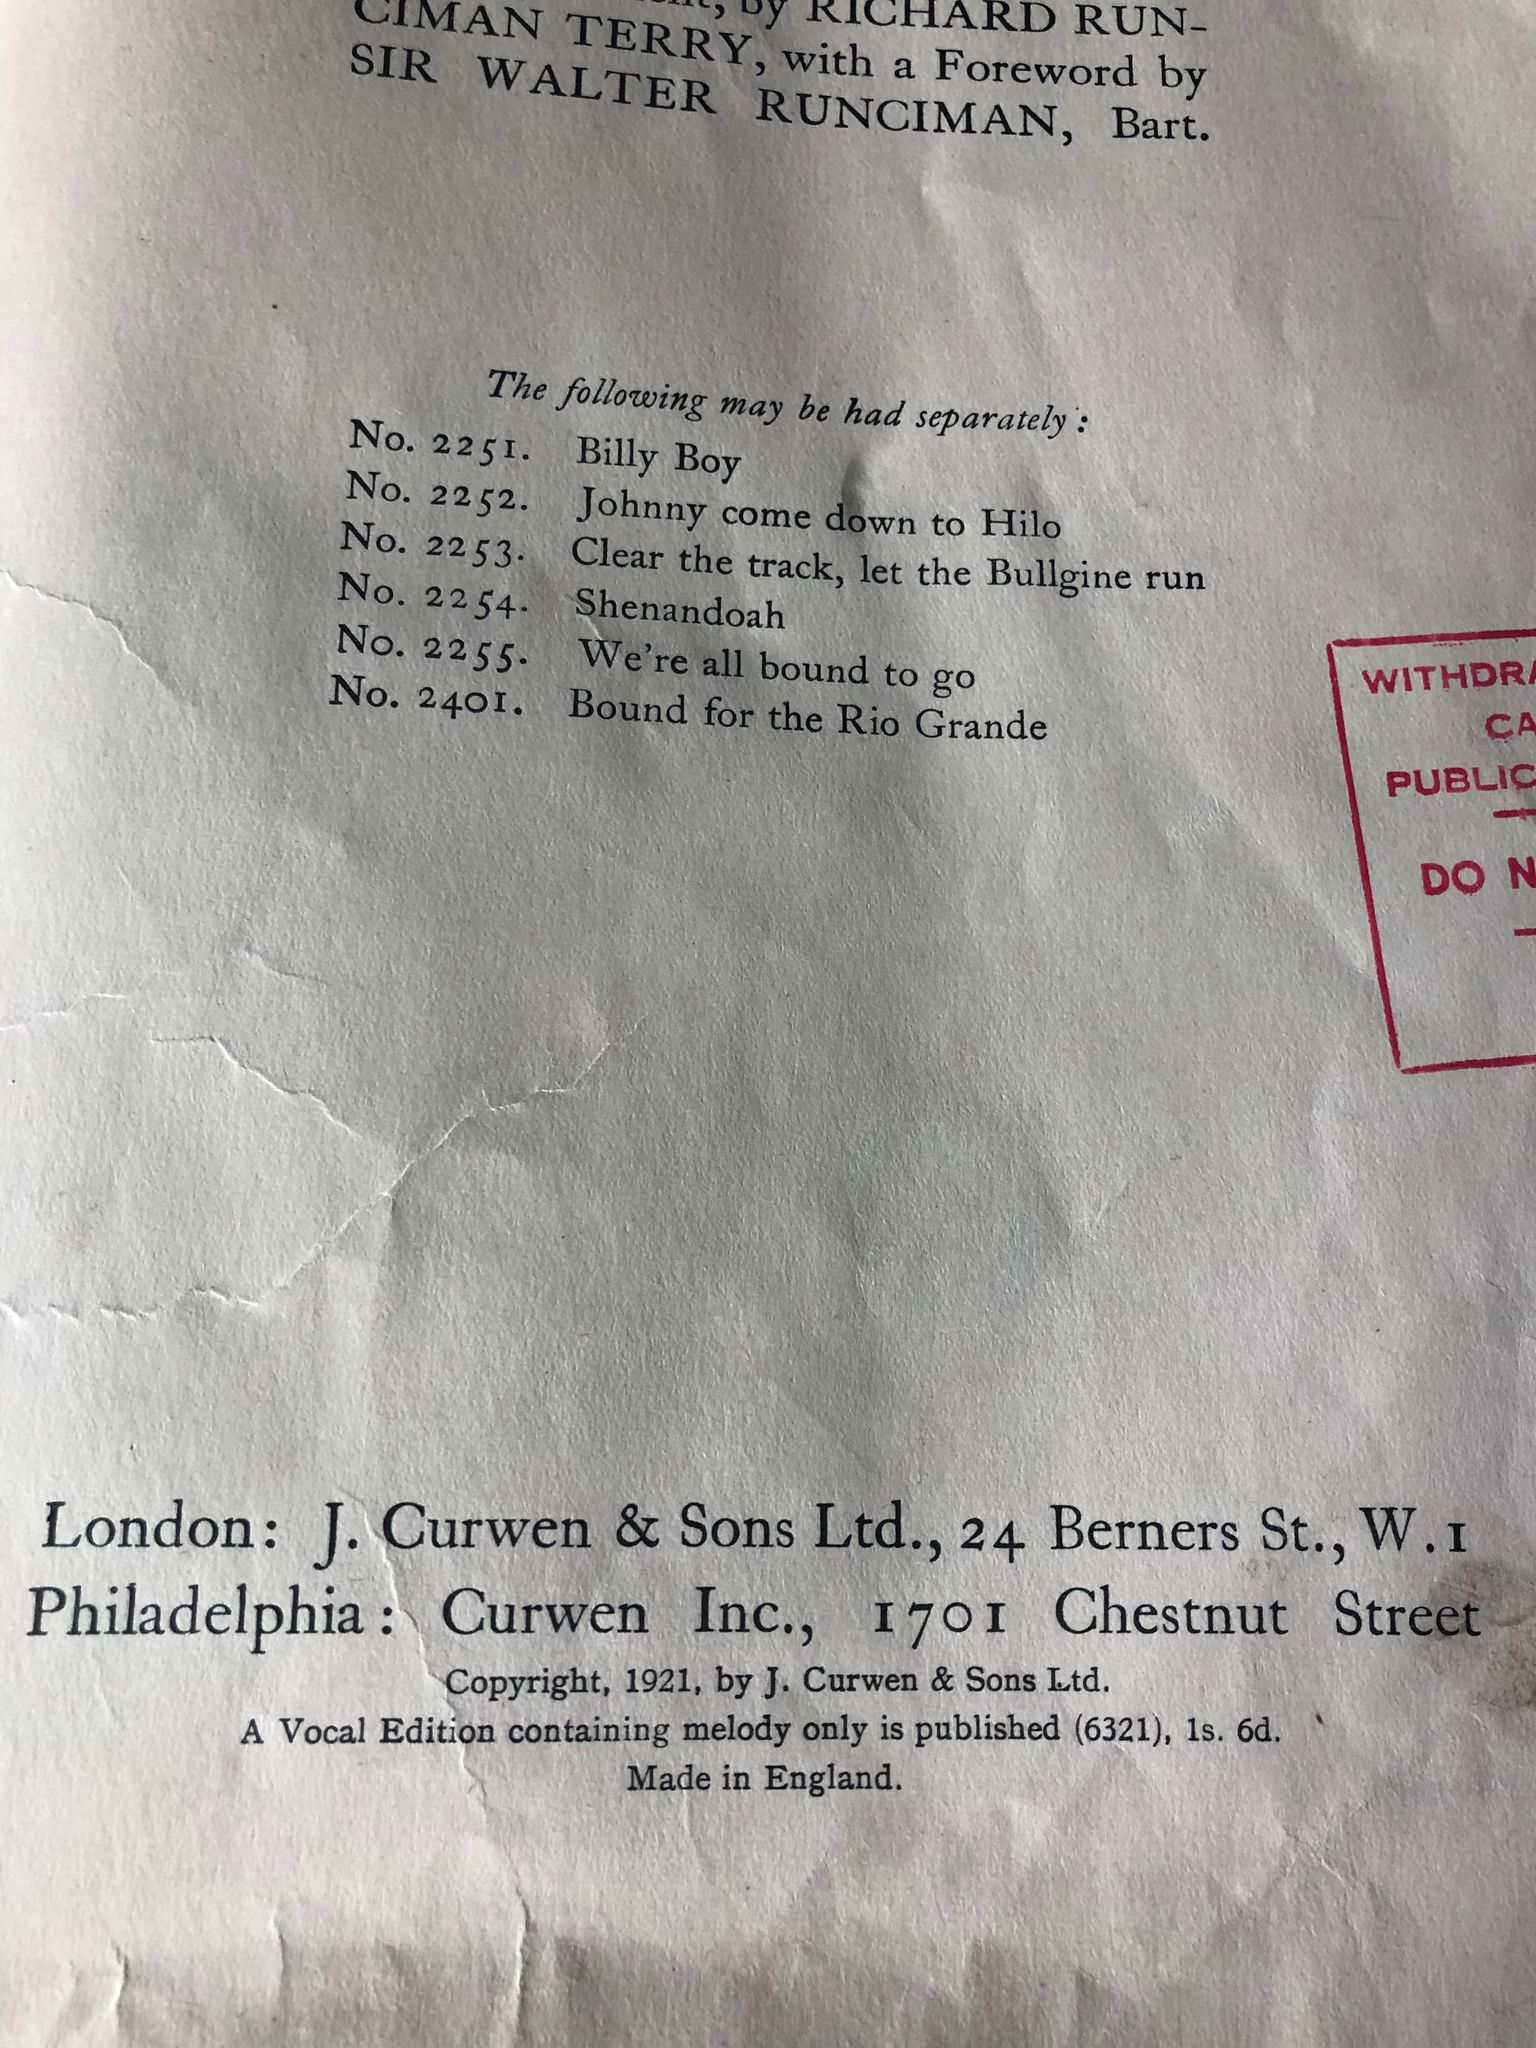 by RICHARD RUN-
CIMAN TERRY, with a Foreword by
SIR WALTER RUNCIMAN, Bart.
The following may be had separately:
No. 2251. Billy Boy
No. 2252. Johnny come down to Hilo
No. 2253. Clear the track, let the Bullgine run
No. 2254. Shenandoah
No. 2255. We're all bound to go
No. 2401. Bound for the Rio Grande
WITHDRA
CA
PUBLIC
DO N
London: J. Curwen & Sons Ltd., 24 Berners St., W.1
Philadelphia: Curwen Inc., 1701 Chestnut Street
Copyright, 1921, by J. Curwen & Sons Ltd.
A Vocal Edition containing melody only is published (6321), 1s. 6d.
Made in England.